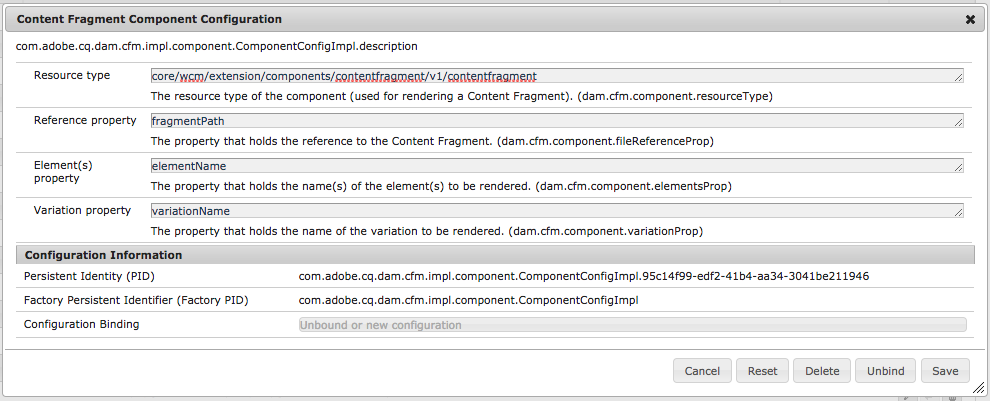 Content Fragment Component Configuration
com.adobe.cq.dam.cfm.impl.component.ComponentConfigImpl.description
Resource type
core/wcm/extension/components/contentfragment/v1/contentfragment
The resource type of the component (used for rendering a Content Fragment). (dam.cfm.component.resourceType)
Reference property
fragmentPath
The property that holds the reference to the Content Fragment. (dam.cfm.component.fileReferenceProp)
Element(s)
property
elementName
The property that holds the name(s) of the element(s) to be rendered. (dam.cfm.component.elementsProp)
Variation property
variationName
The property that holds the name of the variation to be rendered. (dam.cfm.component.variationProp)
Configuration Information
Persistent Identity (PID) com.adobe.cq.dam.cfm.impl.component.ComponentConfigImpl.95c14f99-edf2-41b4-aa34-3041be211946
Factory Persistent Identifier (Factory PID) com.adobe.cq.dam.cfm.impl.component.ComponentConfigImpl
Configuration Binding Unbound or new configuration
Cancel Reset Delete Unbind Save